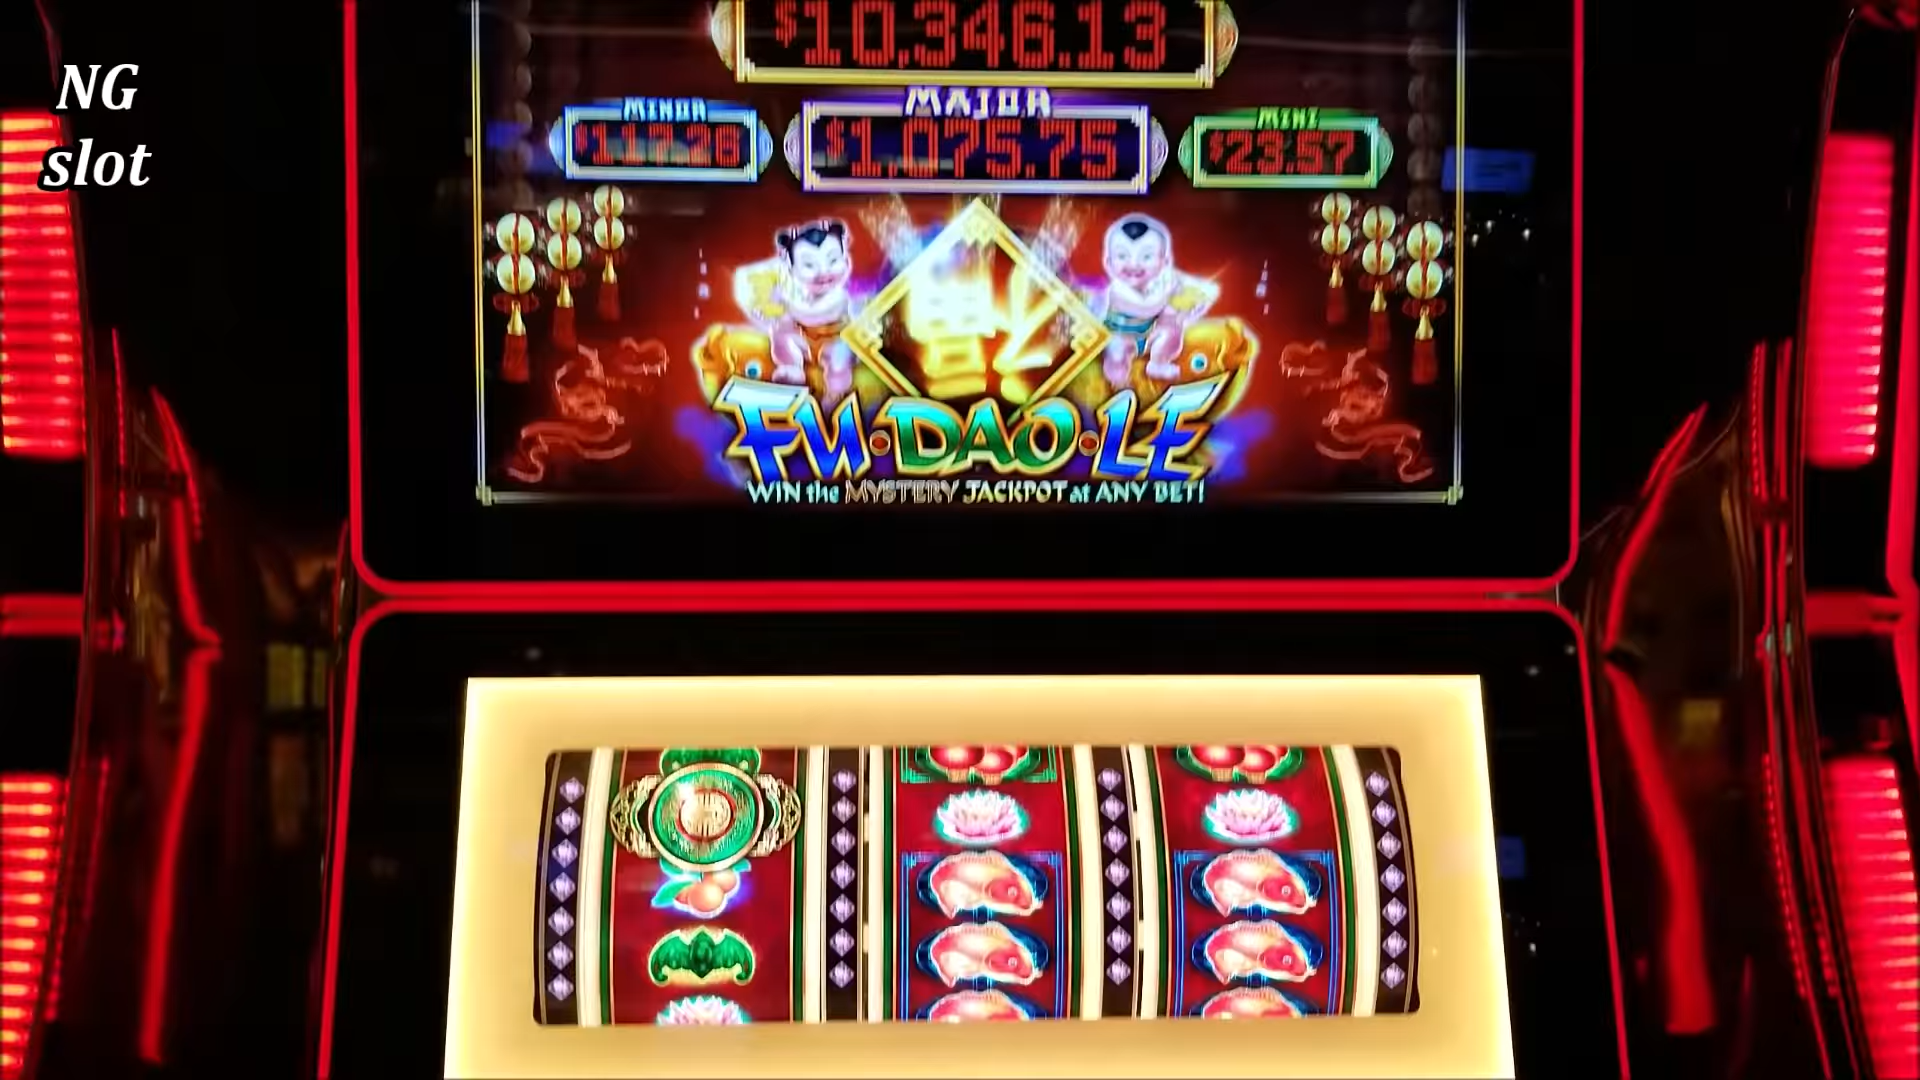 NG
slot
$10,346.13
MINOR
MAJOR
MINI
$117.28
$1,075.75
$23.57
FU·DAO·LE
WIN the MYSTERY JACKPOT at ANY BET!